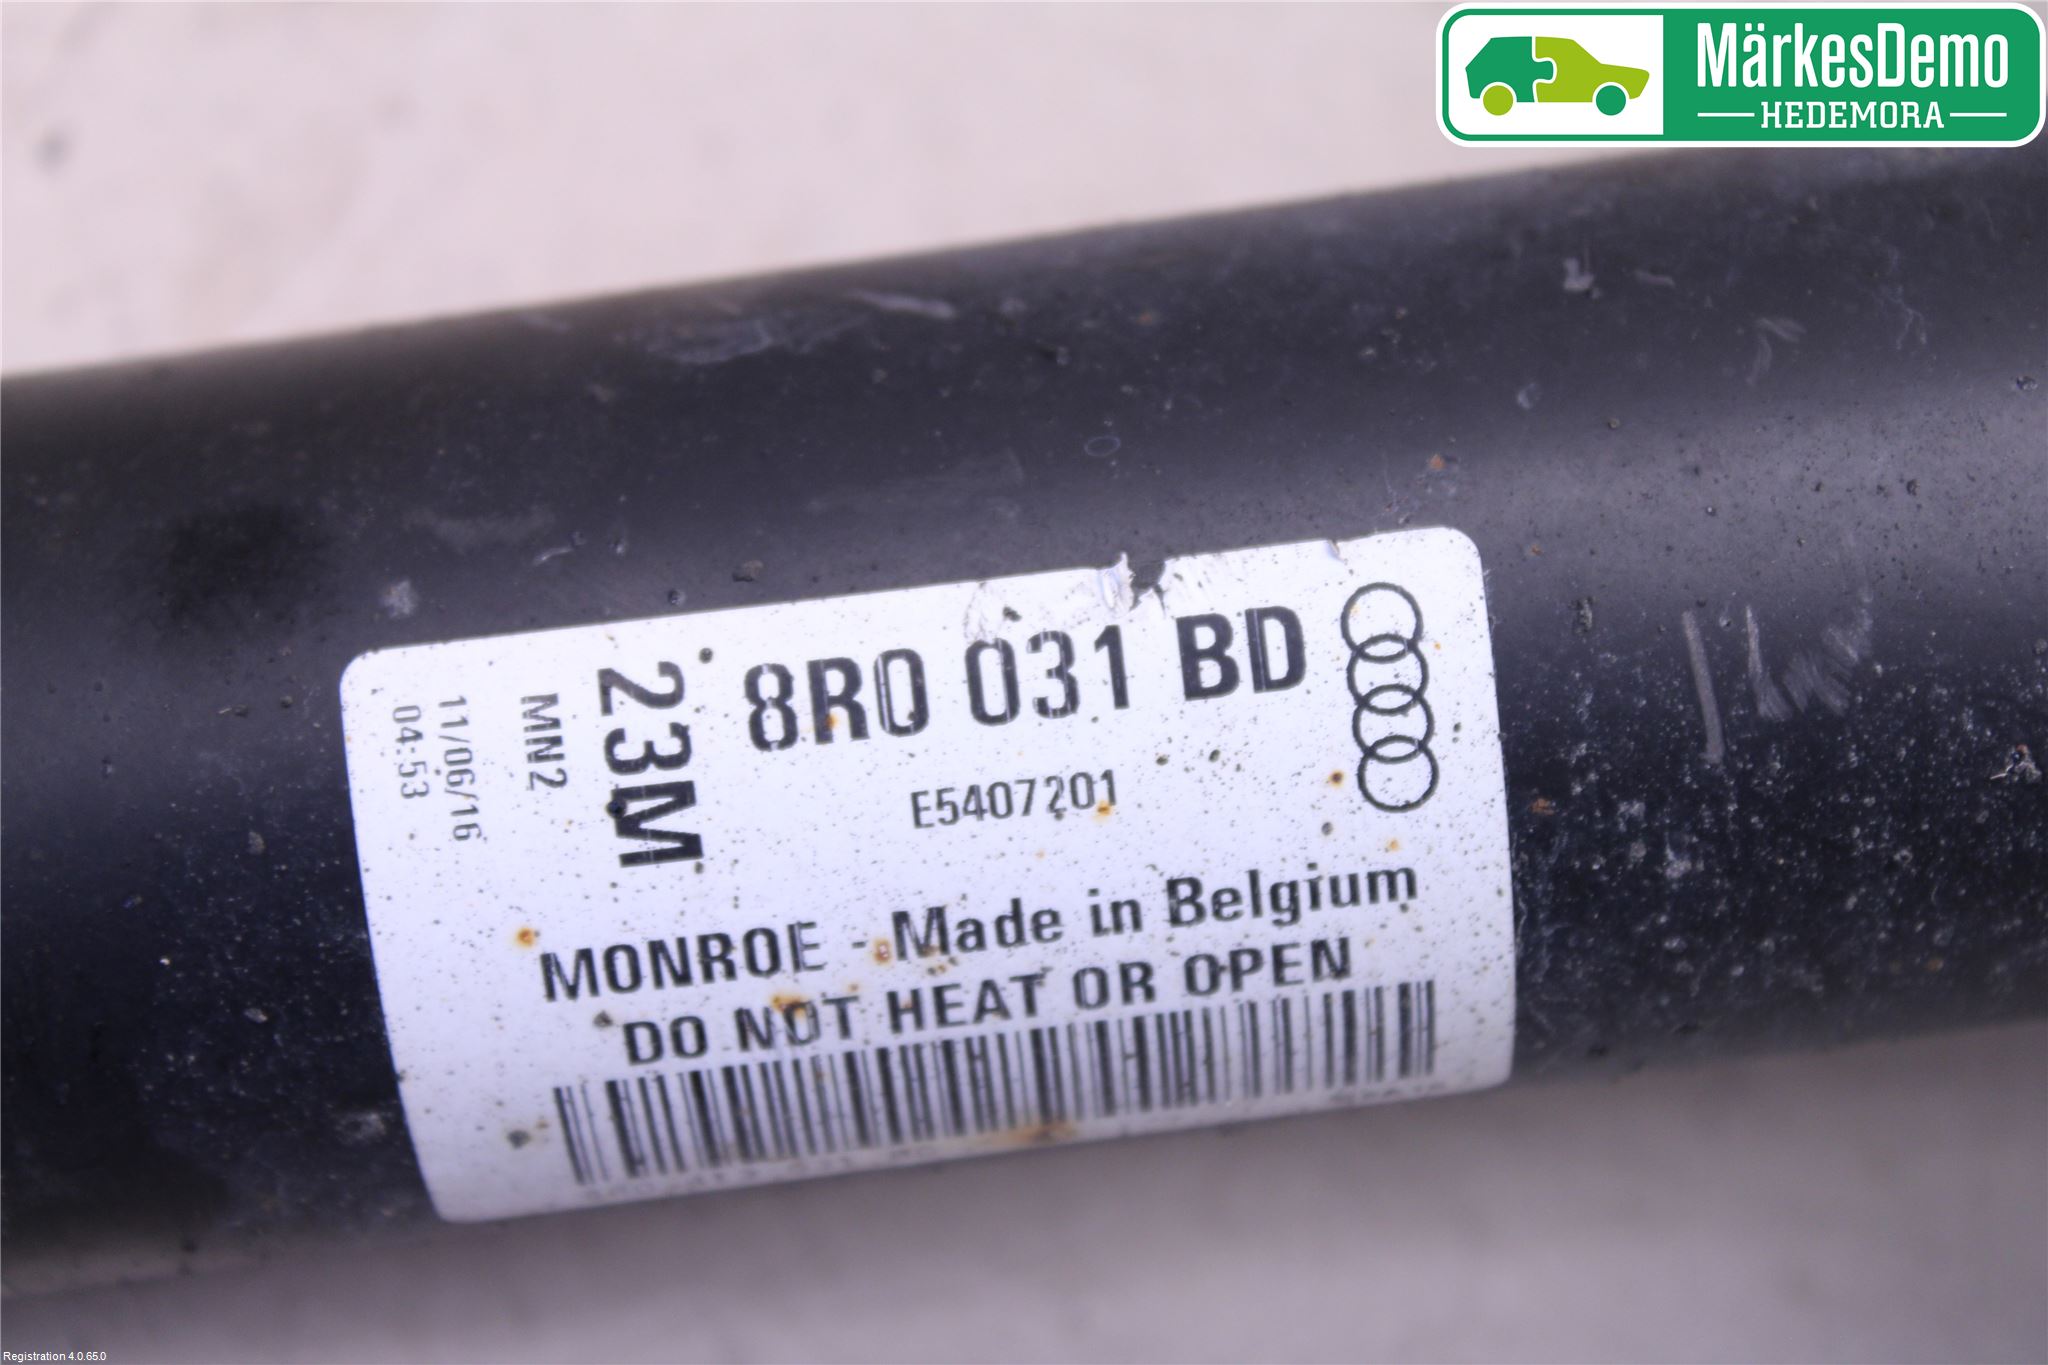 MärkesDemo
HEDEMORA
8R0 031 BD
23M
MN2
11/06/16
04:53
E5407201
MONROE - Made in Belgium
DO NOT HEAT OR OPEN
Registration 4.0.65.0